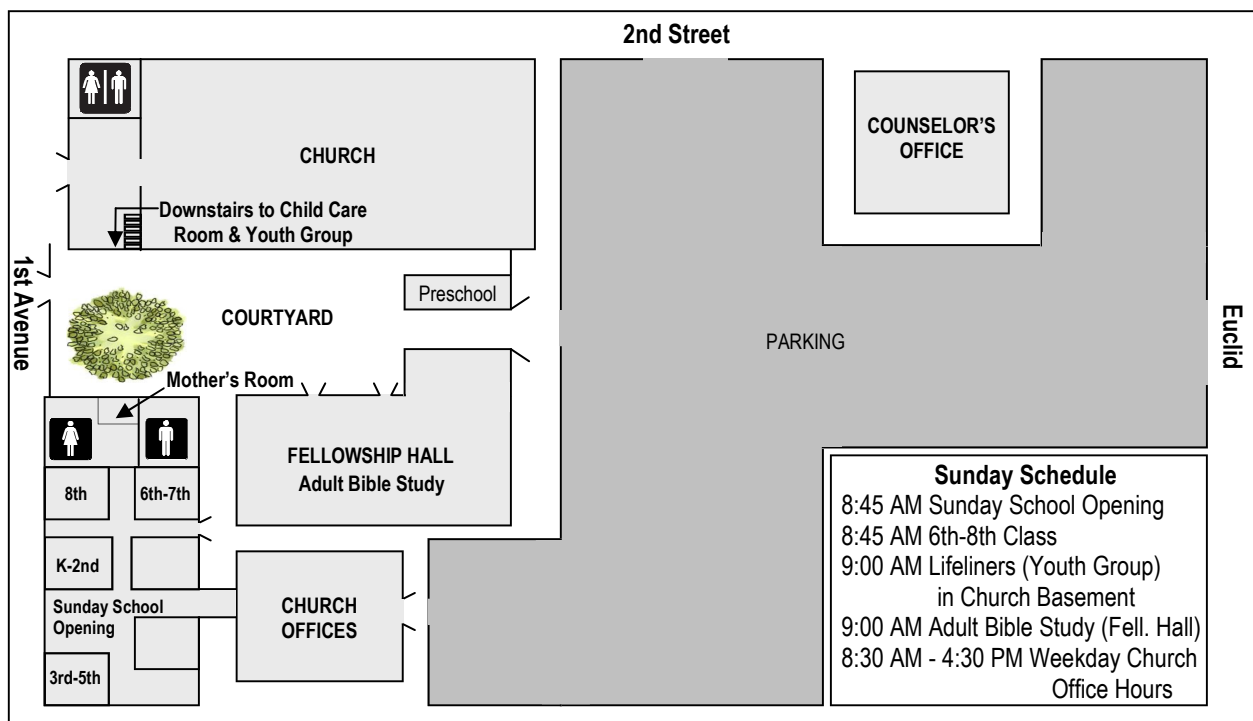 2nd Street
COUNSELOR'S
OFFICE
CHURCH
Downstairs to Child Care
Room & Youth Group
1st Avenue
Preschool
COURTYARD
PARKING
Euclid
Mother's Room
FELLOWSHIP HALL
Adult Bible Study
8th
6th-7th
K-2nd
Sunday School
Opening
3rd-5th
CHURCH
OFFICES
Sunday Schedule
8:45 AM Sunday School Opening
8:45 AM 6th-8th Class
9:00 AM Lifeliners (Youth Group)
in Church Basement
9:00 AM Adult Bible Study (Fell. Hall)
8:30 AM - 4:30 PM Weekday Church
Office Hours